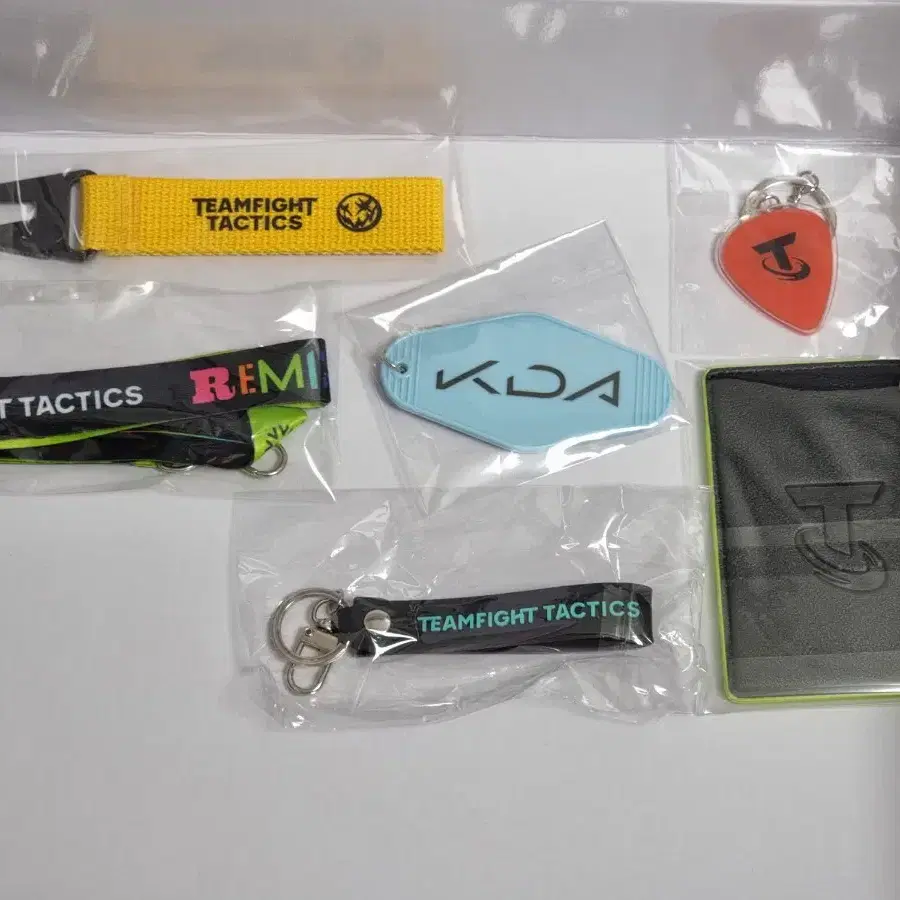 TEAMFIGHT
TACTICS
T
T TACTICS
REMI
KDA
T
TEAMFIGHT TACTICS